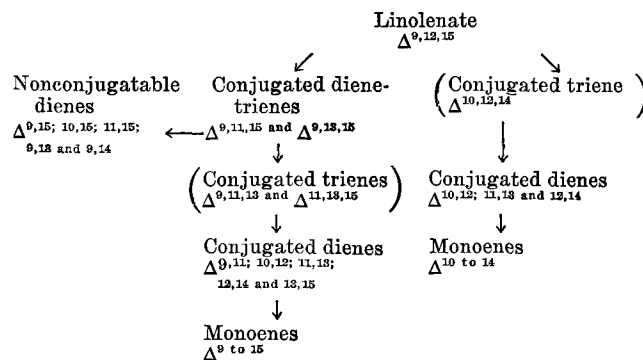 Linolenate
Δ9,12,15
Nonconjugatable
dienes
Δ9,15; 10,15; 11,15;
9,13 and 9,14
Conjugated diene-
trienes
Δ9,11,15 and Δ9,13,15
(Conjugated triene)
Δ10,12,14
(Conjugated trienes)
Δ9,11,13 and Δ11,13,15
Conjugated dienes
Δ10,12; 11,13 and 12,14
Conjugated dienes
Δ9,11; 10,12; 11,13;
12,14 and 13,15
Monoenes
Δ10 to 14
Monoenes
Δ9 to 15